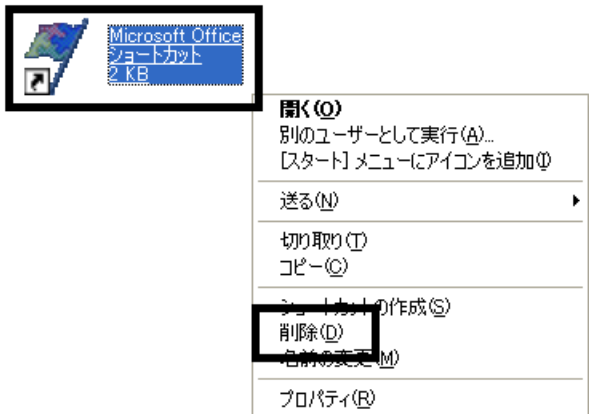 Microsoft Office
ショートカット
2 KB
開く(O)
別のユーザーとして実行(A)...
[スタート] メニューにアイコンを追加(I)
送る(N)
切り取り(T)
コピー(C)
ショートカットの作成(S)
削除(D)
名前の変更(M)
プロパティ(R)